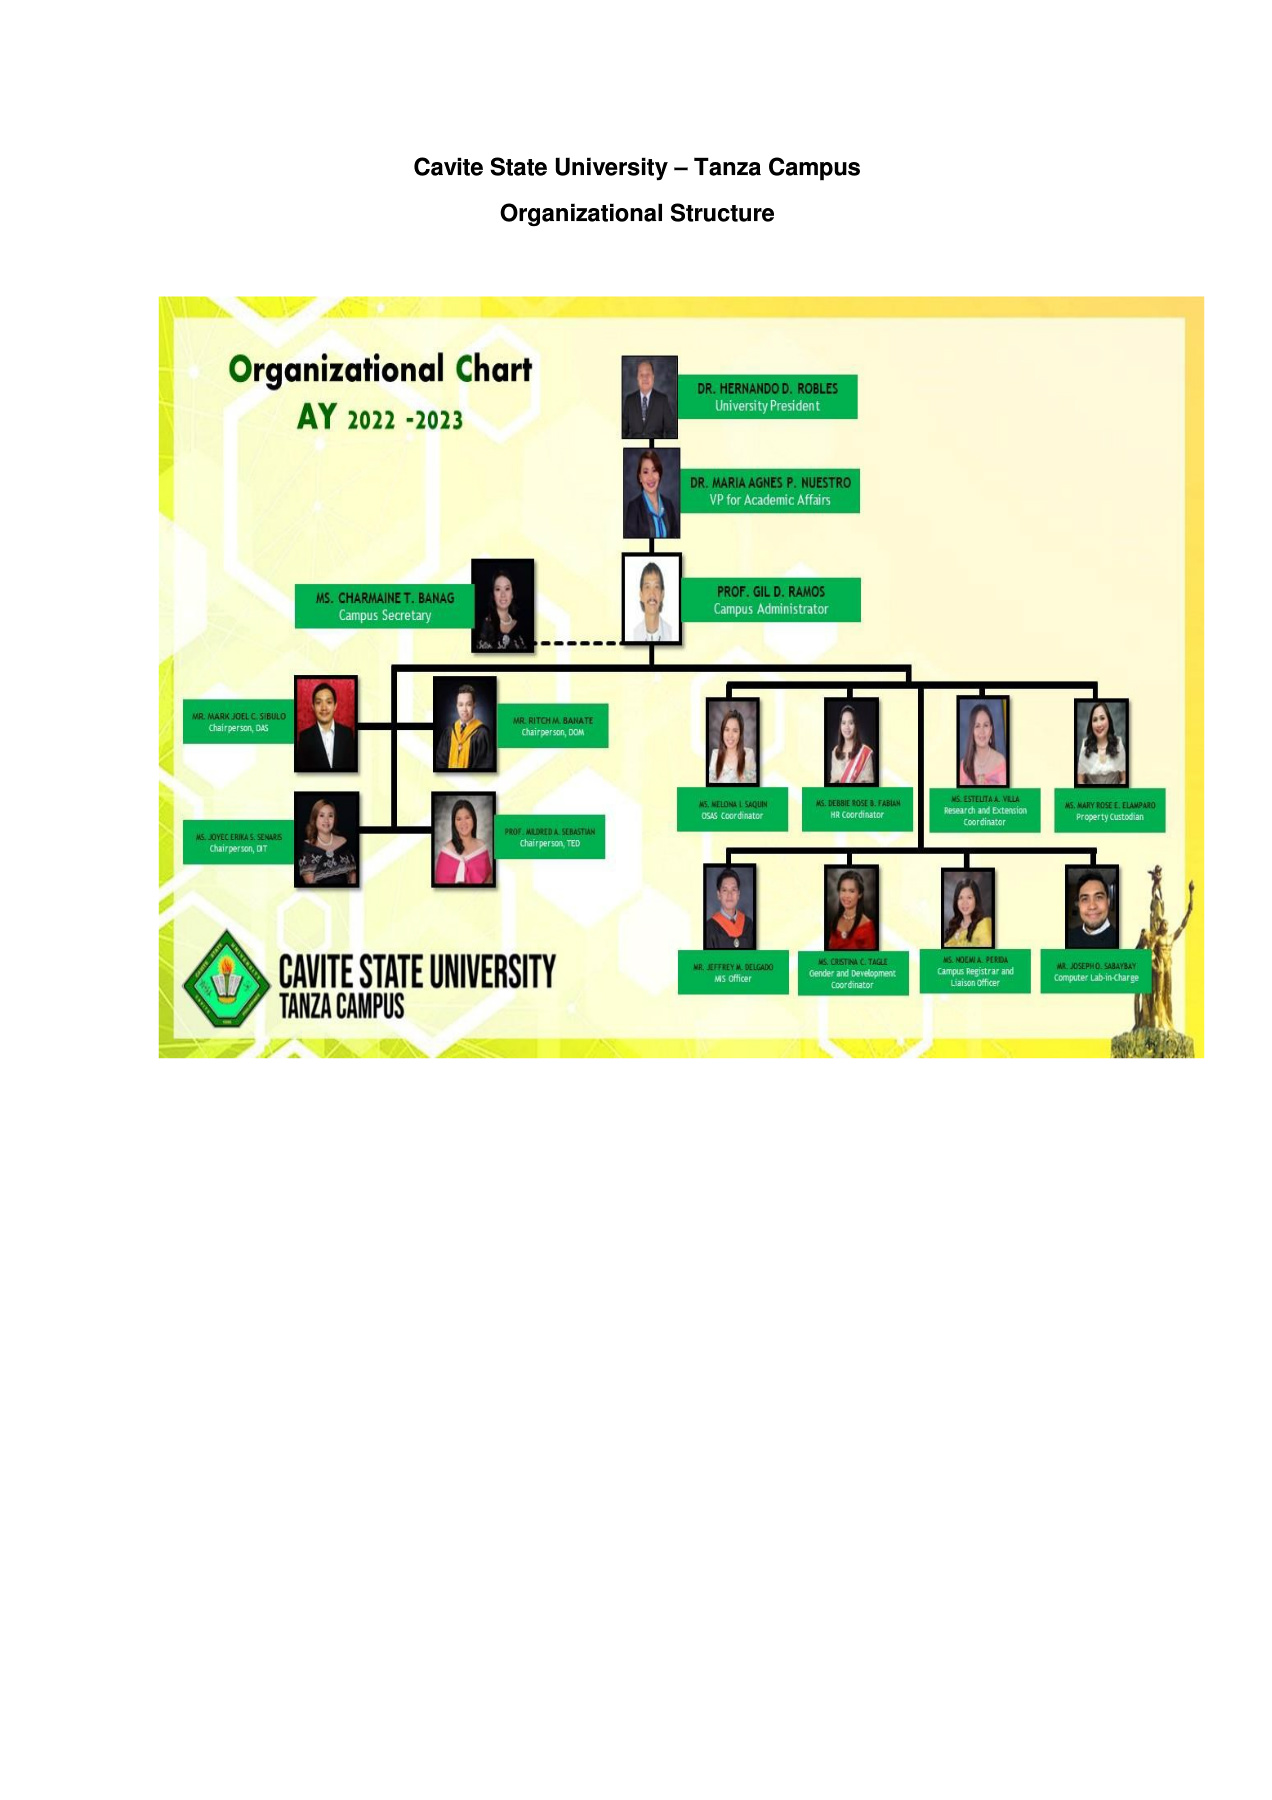 Cavite State University – Tanza Campus
Organizational Structure
Organizational Chart
AY 2022 -2023
DR. HERNANDO D. ROBLES
University President
DR. MARIA AGNES P. NUESTRO
VP for Academic Affairs
MS. CHARMAINE T. BANAG
Campus Secretary
PROF. GIL D. RAMOS
Campus Administrator
MR. MARK JOEL C. SIBULO
Chairperson, DAS
MR. RITCH M. BANATE
Chairperson, DOM
MS. JOYEC ERIKA S. SENARIS
Chairperson, DIT
PROF. MILDRED A. SEBASTIAN
Chairperson, TED
MS. MELONA I. SAQUIN
OSAS Coordinator
MS. DEBBIE ROSE B. FABIAN
HR Coordinator
MS. ESTELITA A. VILLA
Research and Extension
Coordinator
MS. MARY ROSE E. ELAMPARO
Property Custodian
MR. JEFFREY M. DELGADO
MIS Officer
MS. CRISTINA C. TAGLE
Gender and Development
Coordinator
MS. NOEMI A. PERIDA
Campus Registrar and
Liaison Officer
MR. JOSEPH O. SABAYBAY
Computer Lab-in-Charge
CAVITE STATE UNIVERSITY
TANZA CAMPUS